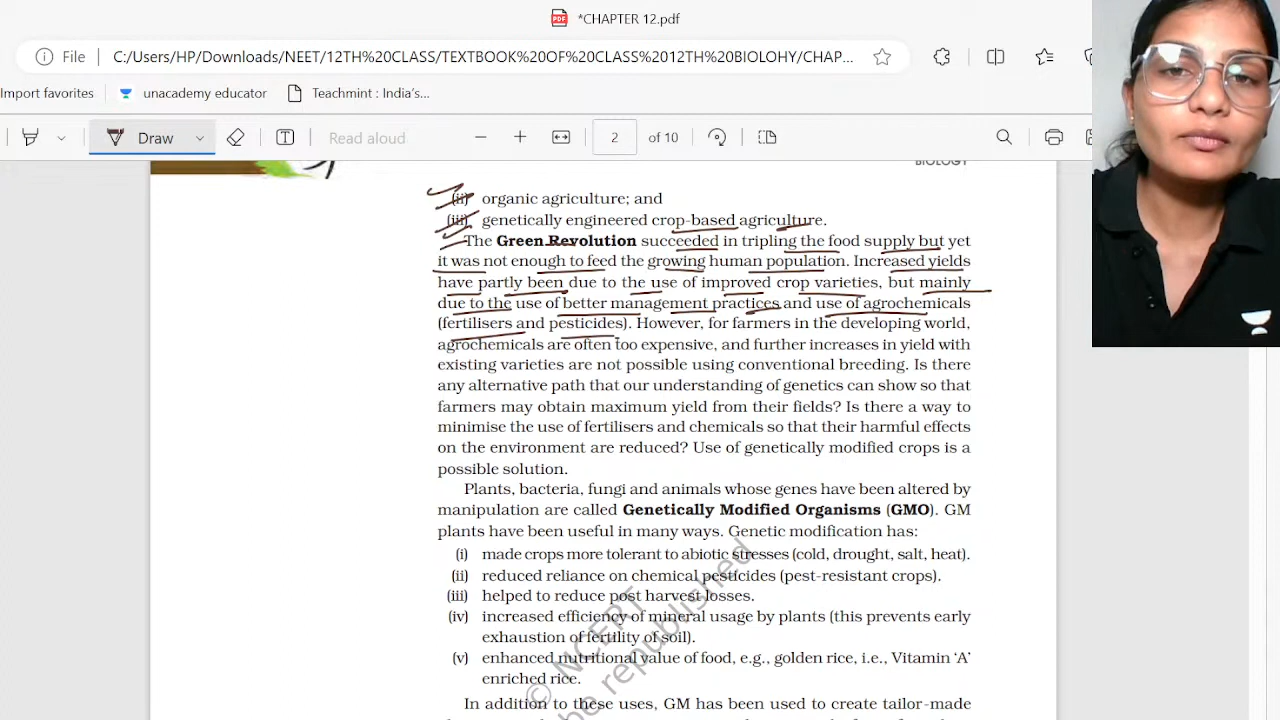 *CHAPTER 12.pdf
File C:/Users/HP/Downloads/NEET/12TH%20CLASS/TEXTBOOK%20OF%20CLASS%2012TH%20BIOLOHY/CHAP...
Import favorites unacademy educator Teachmint : India's...
Draw Read aloud 2 of 10
BIOLOGY
(ii) organic agriculture; and
(iii) genetically engineered crop-based agriculture.
The Green Revolution succeeded in tripling the food supply but yet
it was not enough to feed the growing human population. Increased yields
have partly been due to the use of improved crop varieties, but mainly
due to the use of better management practices and use of agrochemicals
(fertilisers and pesticides). However, for farmers in the developing world,
agrochemicals are often too expensive, and further increases in yield with
existing varieties are not possible using conventional breeding. Is there
any alternative path that our understanding of genetics can show so that
farmers may obtain maximum yield from their fields? Is there a way to
minimise the use of fertilisers and chemicals so that their harmful effects
on the environment are reduced? Use of genetically modified crops is a
possible solution.
Plants, bacteria, fungi and animals whose genes have been altered by
manipulation are called Genetically Modified Organisms (GMO). GM
plants have been useful in many ways. Genetic modification has:
(i) made crops more tolerant to abiotic stresses (cold, drought, salt, heat).
(ii) reduced reliance on chemical pesticides (pest-resistant crops).
(iii) helped to reduce post harvest losses.
(iv) increased efficiency of mineral usage by plants (this prevents early
exhaustion of fertility of soil).
(v) enhanced nutritional value of food, e.g., golden rice, i.e., Vitamin 'A'
enriched rice.
In addition to these uses, GM has been used to create tailor-made
© NCERT
be republished